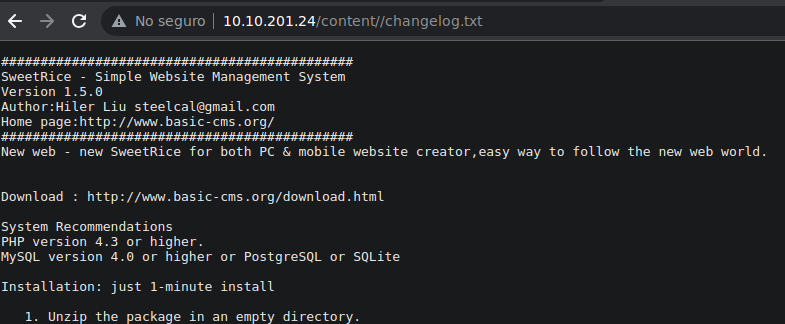 No seguro
10.10.201.24/content//changelog.txt
############################################
SweetRice - Simple Website Management System
Version 1.5.0
Author:Hiler Liu steelcal@gmail.com
Home page:http://www.basic-cms.org/
############################################
New web - new SweetRice for both PC & mobile website creator,easy way to follow the new web world.
Download : http://www.basic-cms.org/download.html
System Recommendations
PHP version 4.3 or higher.
MySQL version 4.0 or higher or PostgreSQL or SQLite
Installation: just 1-minute install
1. Unzip the package in an empty directory.